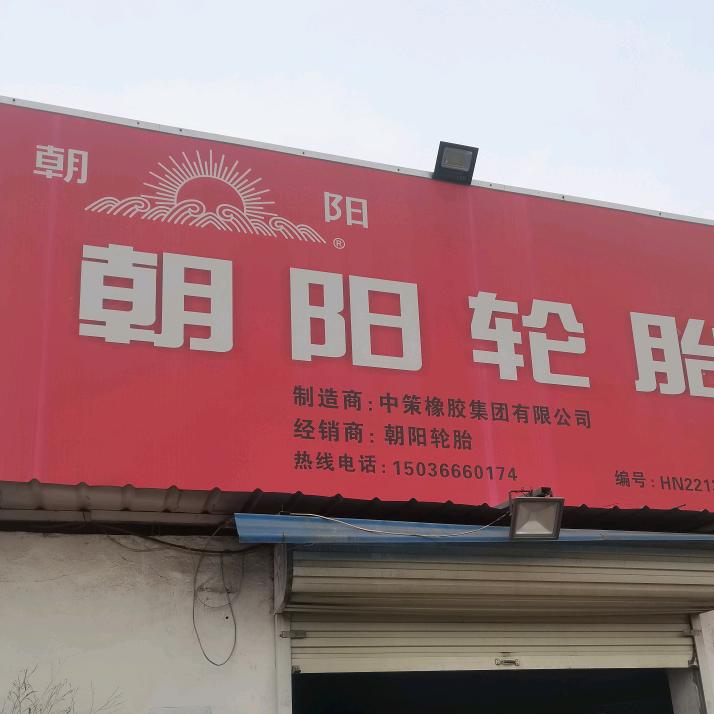 朝 阳 ®
朝阳轮胎
制造商:中策橡胶集团有限公司
经销商:朝阳轮胎
热线电话:15036660174
编号:HN221